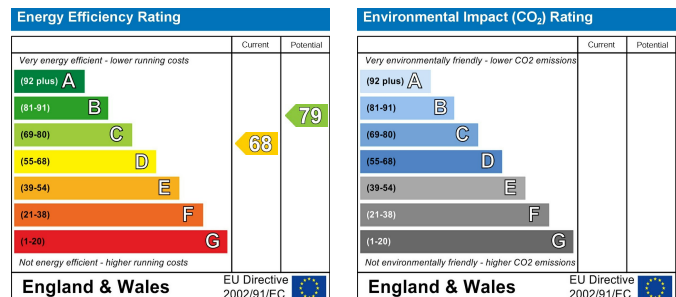 Energy Efficiency Rating
Current Potential
Very energy efficient - lower running costs
(92 plus) A
(81-91) B
(69-80) C
(55-68) D
(39-54) E
(21-38) F
(1-20) G
68
79
Not energy efficient - higher running costs
England & Wales
EU Directive
2002/91/EC
Environmental Impact (CO₂) Rating
Current Potential
Very environmentally friendly - lower CO2 emissions
(92 plus) A
(81-91) B
(69-80) C
(55-68) D
(39-54) E
(21-38) F
(1-20) G
Not environmentally friendly - higher CO2 emissions
England & Wales
EU Directive
2002/91/EC